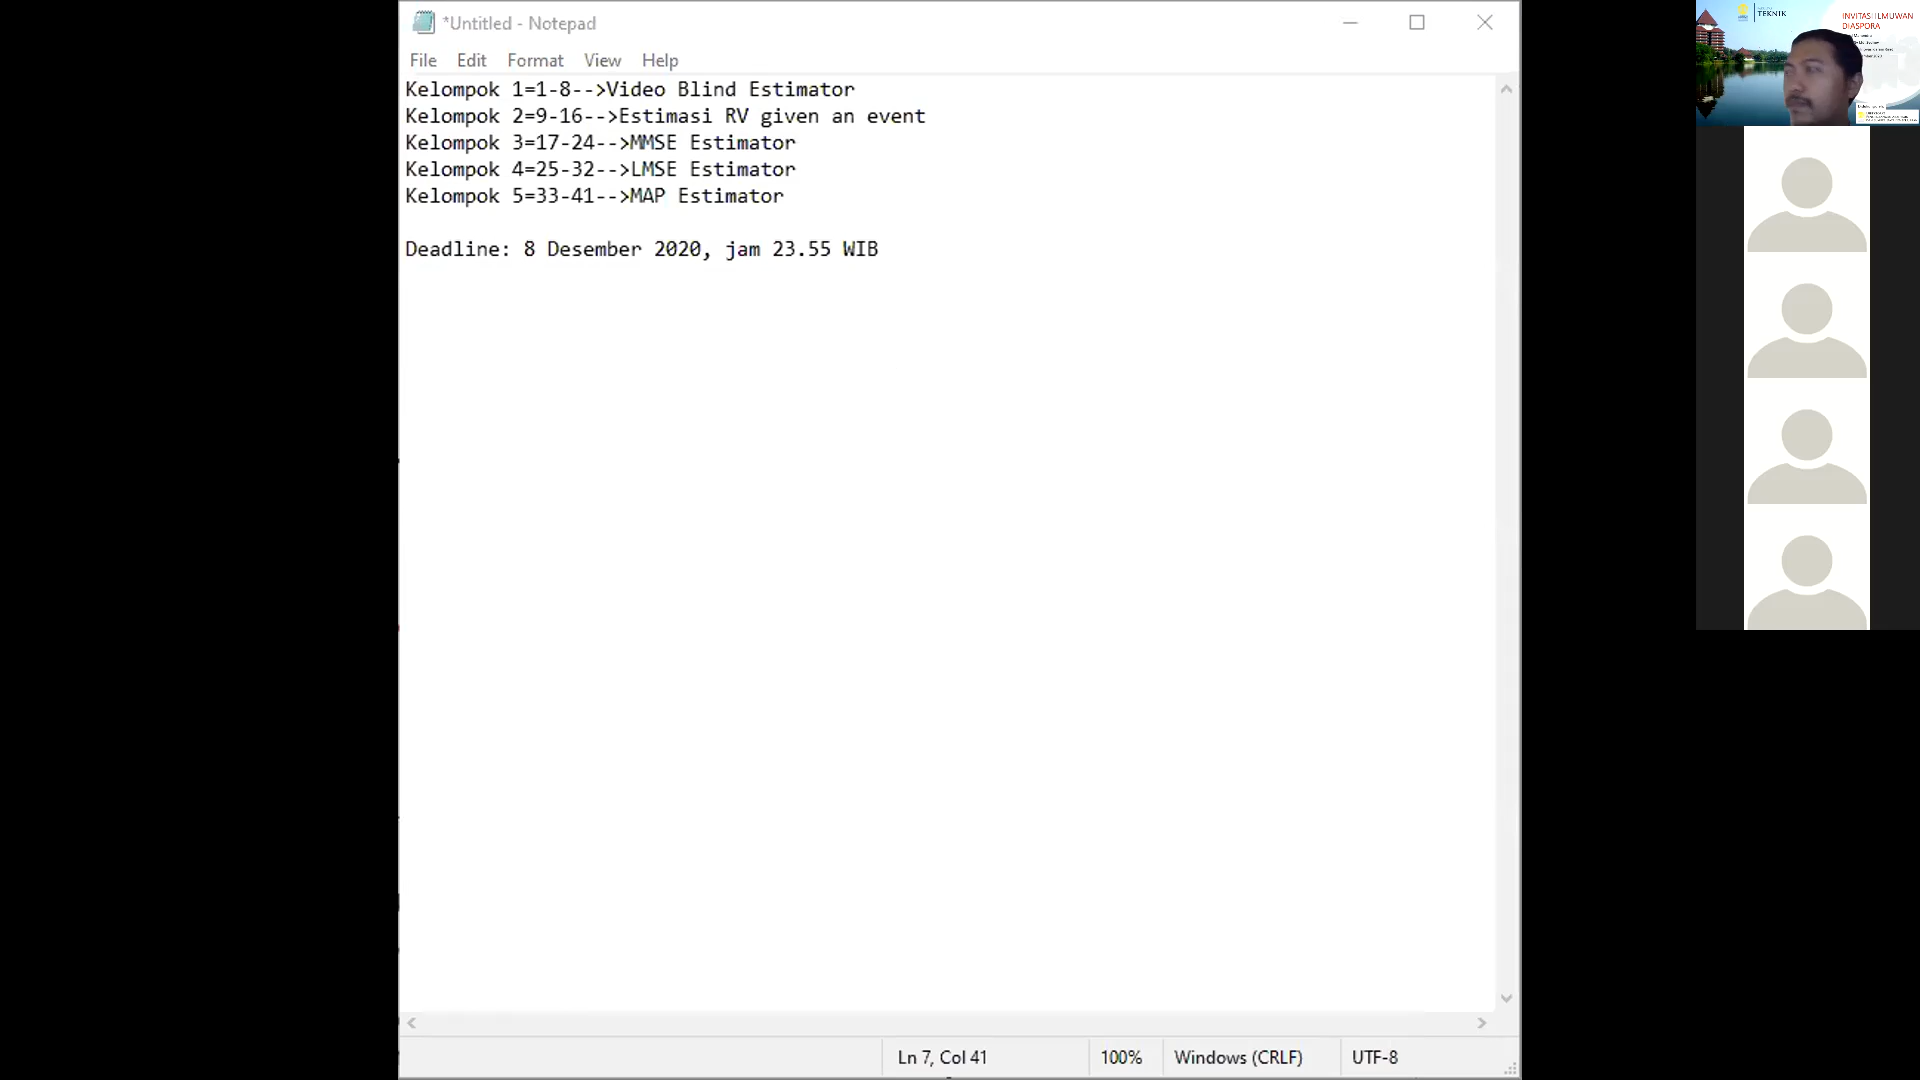 *Untitled - Notepad
File Edit Format View Help
Kelompok 1=1-8-->Video Blind Estimator
Kelompok 2=9-16-->Estimasi RV given an event
Kelompok 3=17-24-->MMSE Estimator
Kelompok 4=25-32-->LMSE Estimator
Kelompok 5=33-41-->MAP Estimator
Deadline: 8 Desember 2020, jam 23.55 WIB
Ln 7, Col 41 100% Windows (CRLF) UTF-8
TEKNIK
INVITASI ILMUWAN
DIASPORA